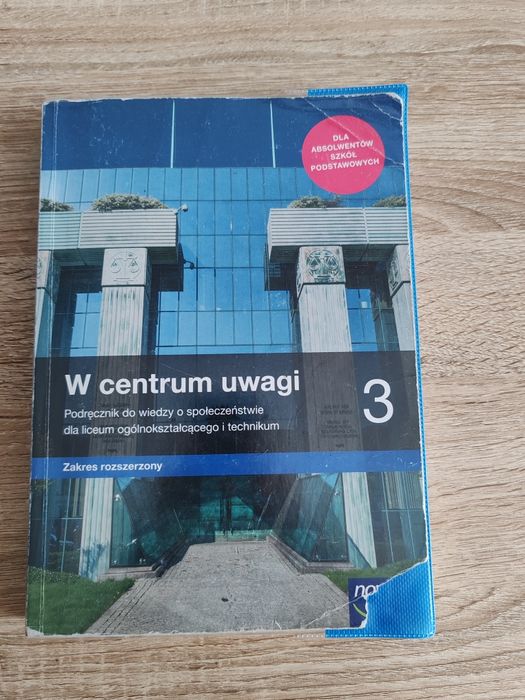 DLA
ABSOLWENTÓW
SZKÓŁ
PODSTAWOWYCH
W centrum uwagi
3
Podręcznik do wiedzy o społeczeństwie
dla liceum ogólnokształcącego i technikum
Zakres rozszerzony